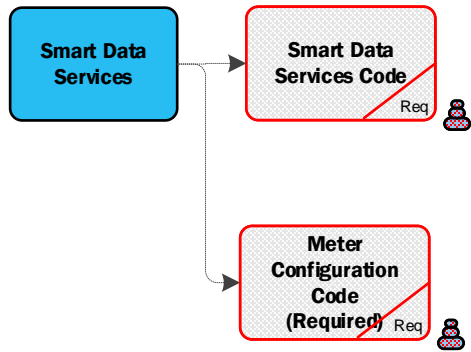 Smart Data
Services
Smart Data
Services Code
Req
Meter
Configuration
Code
(Required)
Req